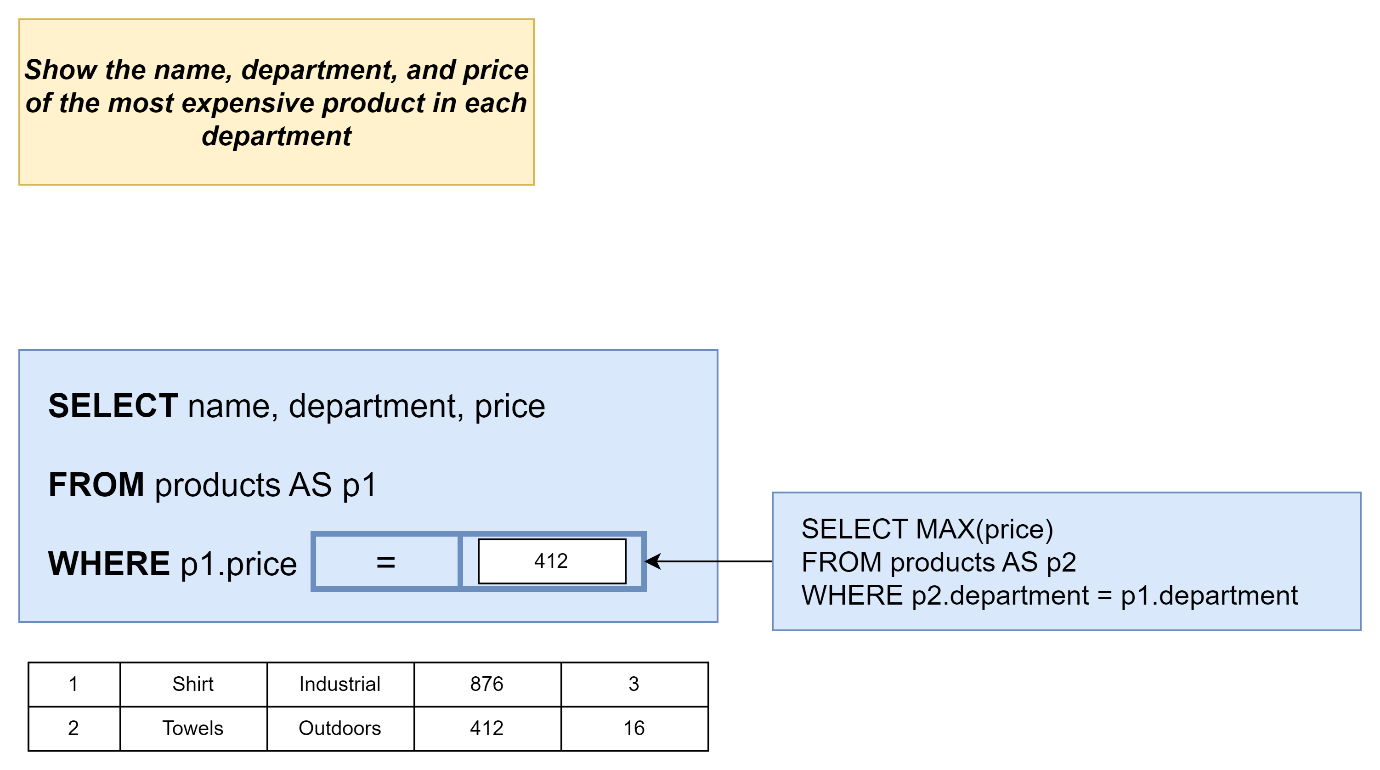 Show the name, department, and price
of the most expensive product in each
department
SELECT name, department, price
FROM products AS p1
WHERE p1.price = 412
SELECT MAX(price)
FROM products AS p2
WHERE p2.department = p1.department
1 Shirt Industrial 876 3
2 Towels Outdoors 412 16